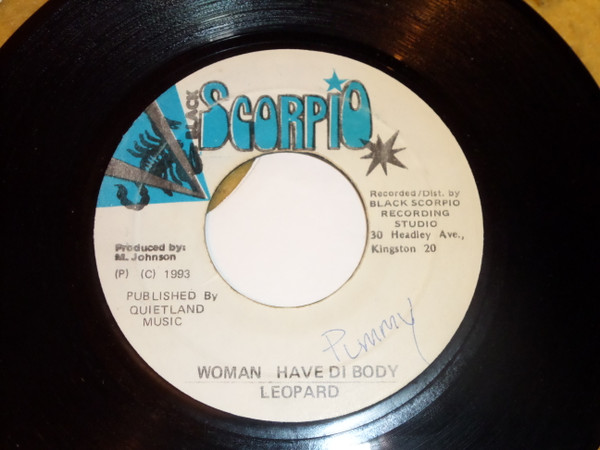 BLACK
SCORPIO
Recorded/Dist. by
BLACK SCORPIO
RECORDING
STUDIO
30 Headley Ave.,
Kingston 20
Produced by:
M. Johnson
(P) (C) 1993
PUBLISHED By
QUIETLAND
MUSIC
Pummy
WOMAN HAVE DI BODY
LEOPARD